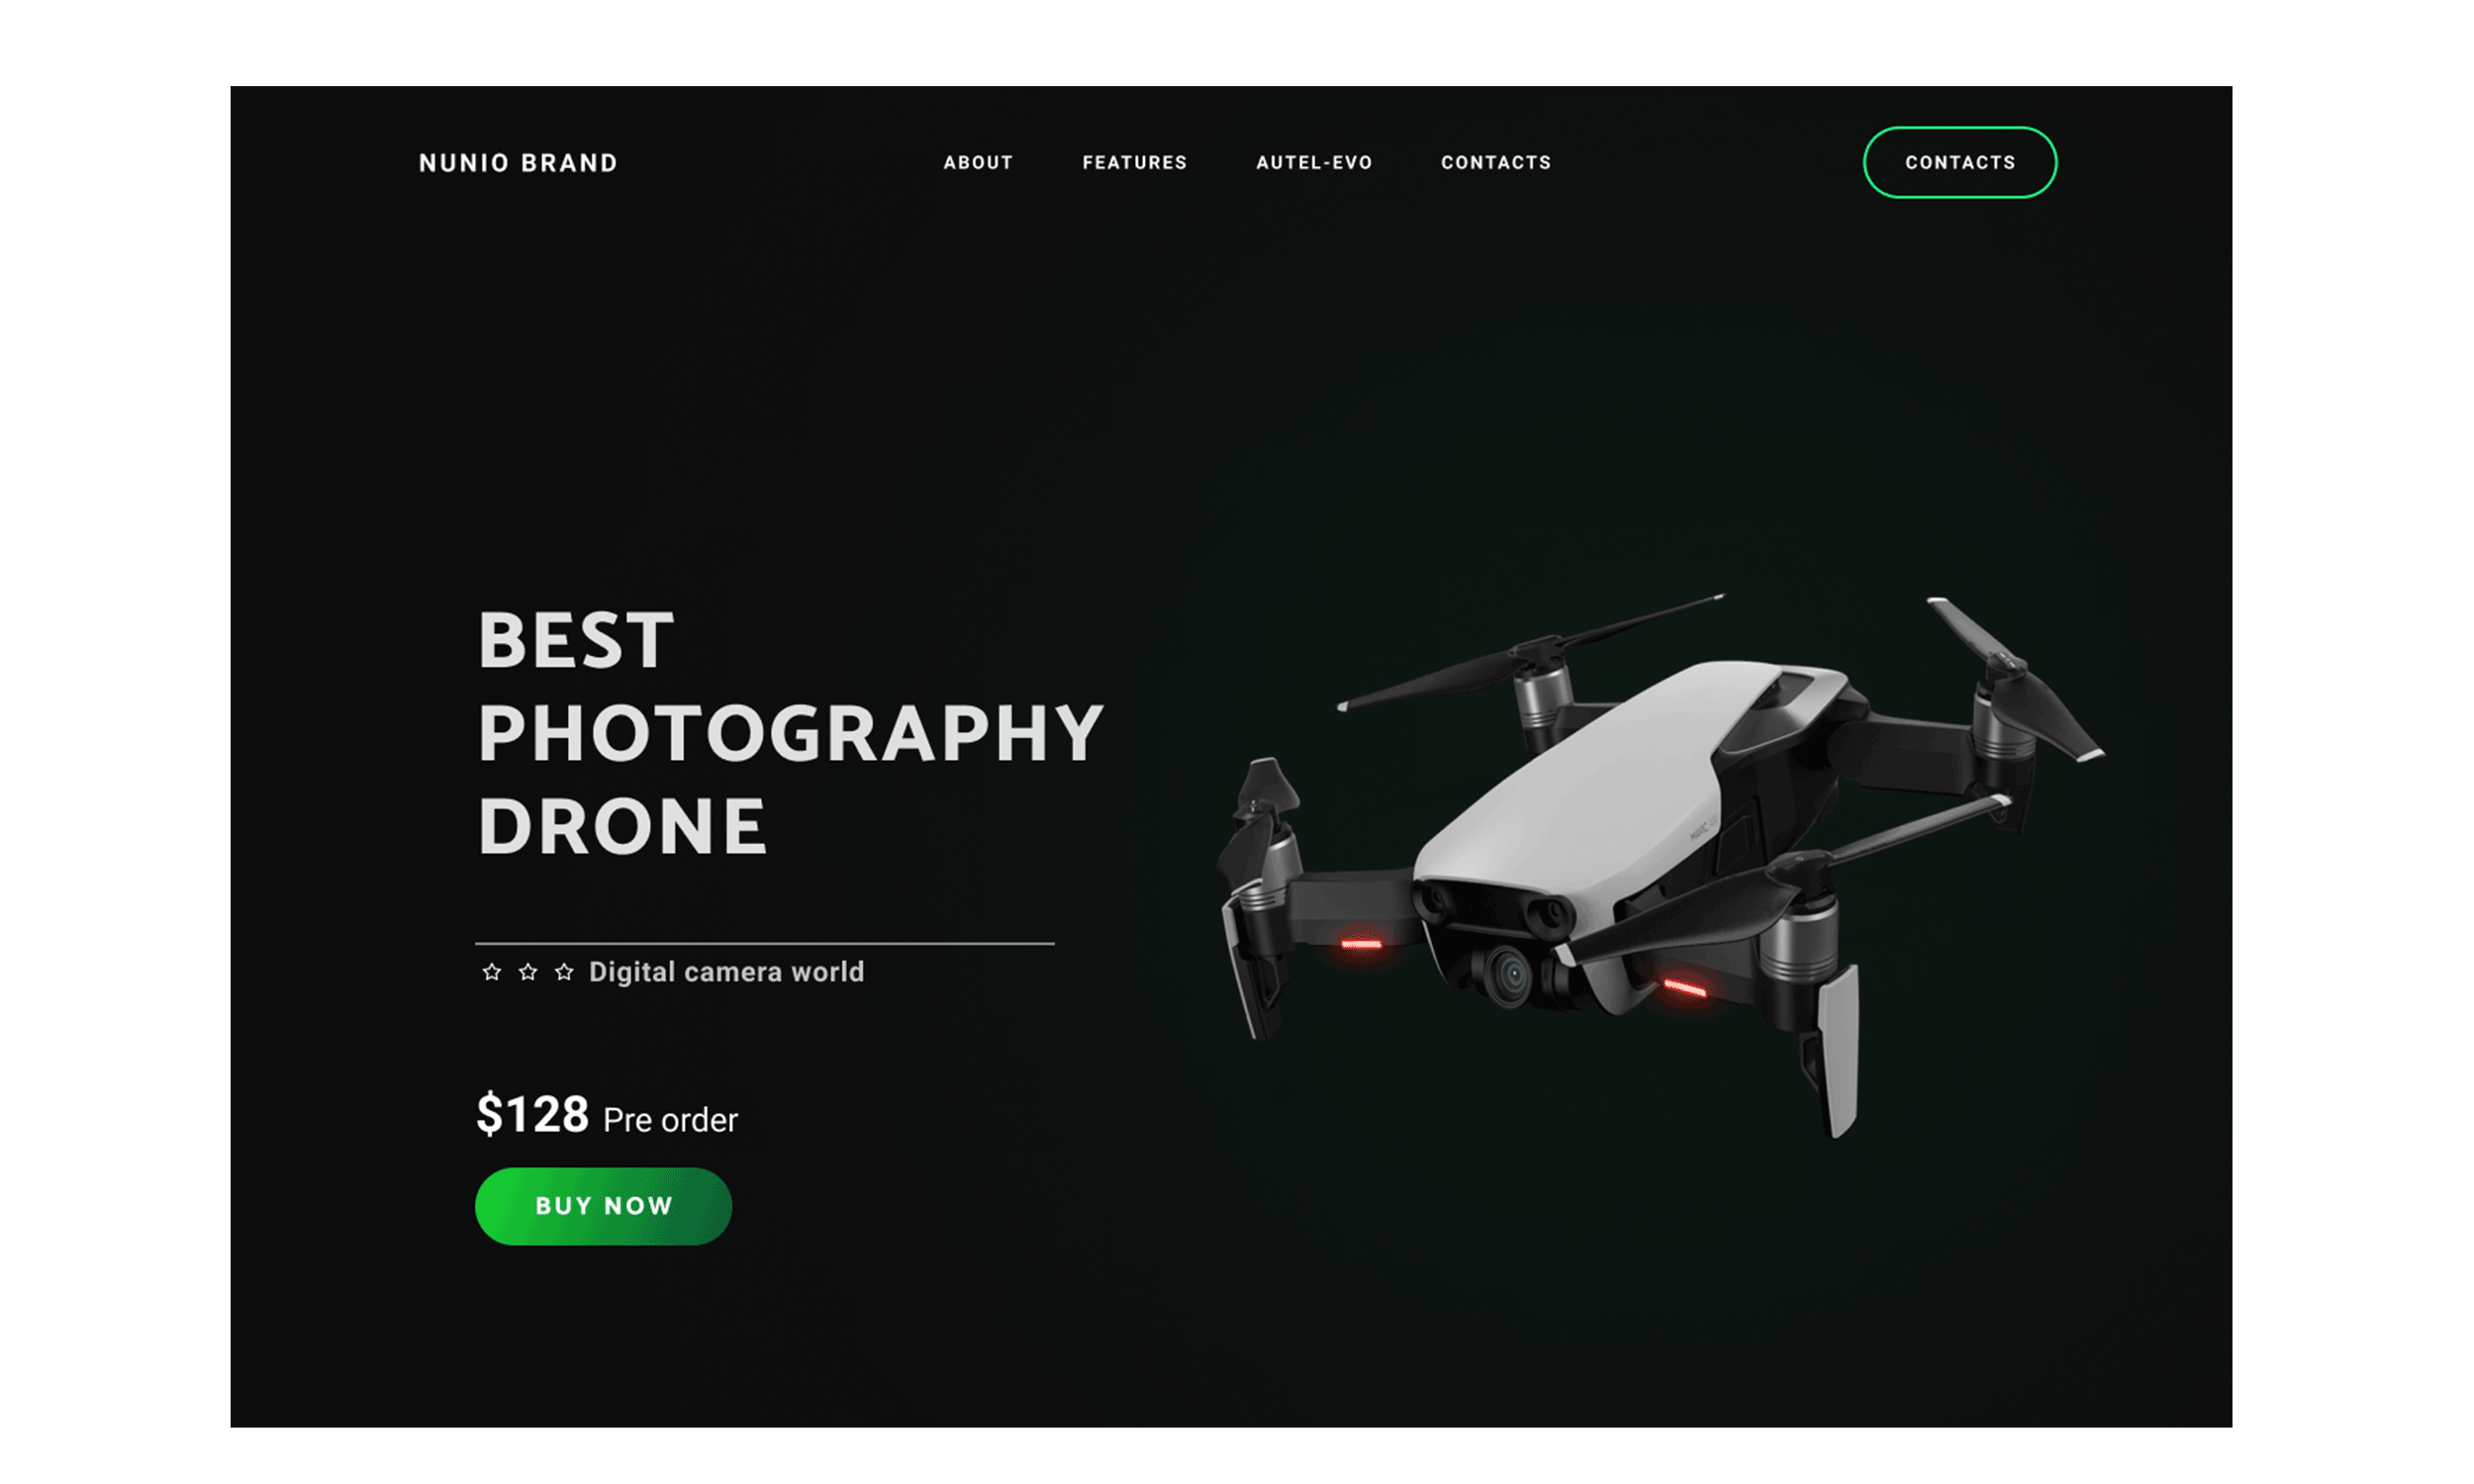 NUNIO BRAND
ABOUT FEATURES AUTEL-EVO CONTACTS
CONTACTS
BEST
PHOTOGRAPHY
DRONE
Digital camera world
$128 Pre order
BUY NOW